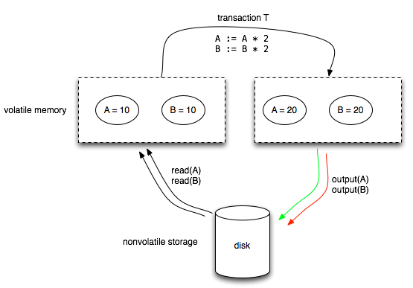 transaction T
A := A * 2
B := B * 2
volatile memory
A = 10
B = 10
A = 20
B = 20
read(A)
read(B)
output(A)
output(B)
nonvolatile storage
disk